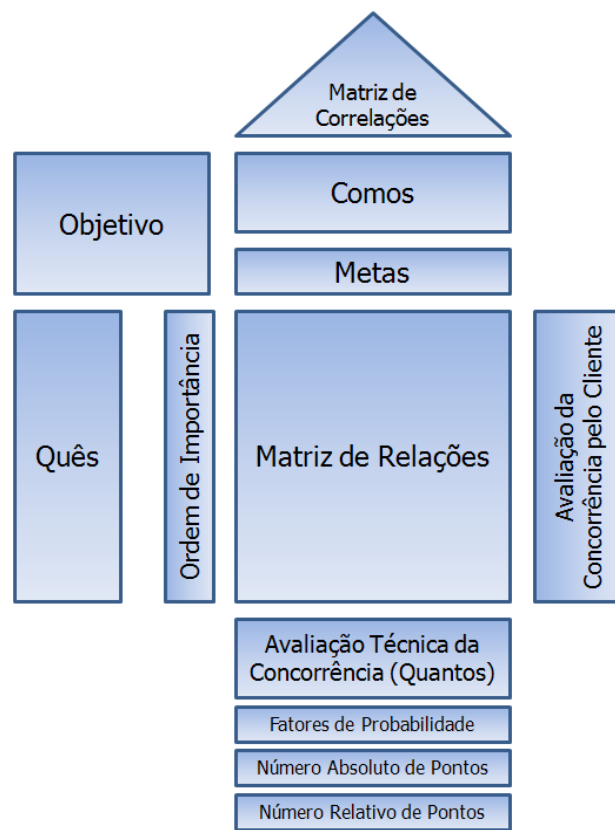 Matriz de
Correlações
Objetivo
Comos
Metas
Quês
Ordem de Importância
Matriz de Relações
Avaliação da
Concorrência pelo Cliente
Avaliação Técnica da
Concorrência (Quantos)
Fatores de Probabilidade
Número Absoluto de Pontos
Número Relativo de Pontos